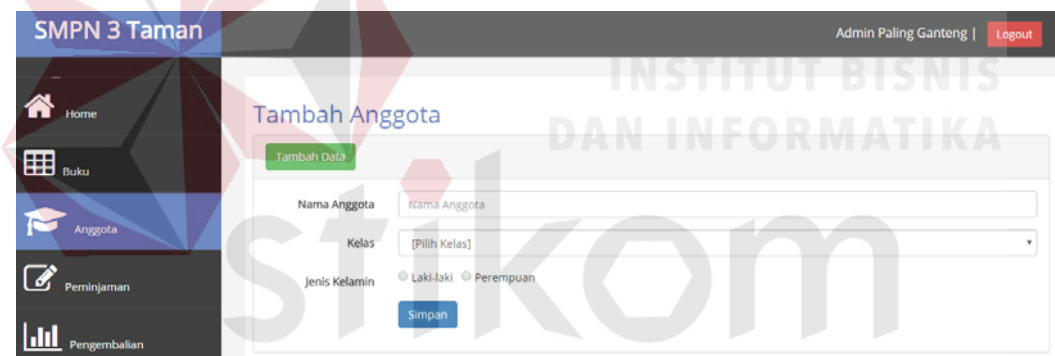 SMPN 3 Taman
Admin Paling Ganteng |
Logout
INSTITUT BISNIS
DAN INFORMATIKA
stikom
Home
Buku
Anggota
Peminjaman
Pengembalian
Tambah Anggota
Tambah Data
Nama Anggota
Nama Anggota
Kelas
[Pilih Kelas]
Jenis Kelamin
Laki-laki
Perempuan
Simpan